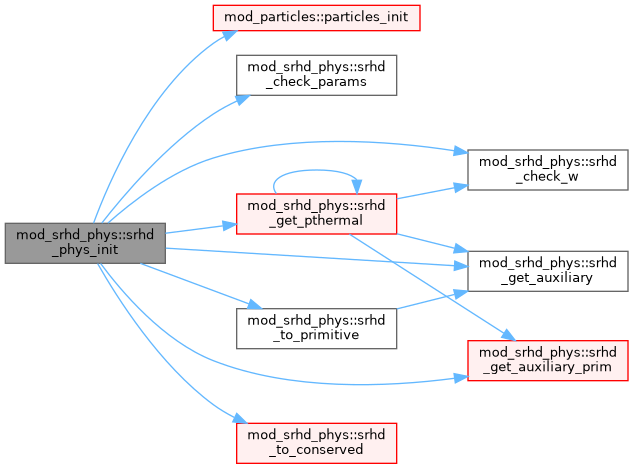 mod_particles::particles_init
mod_srhd_phys::srhd
_check_params
mod_srhd_phys::srhd
_check_w
mod_srhd_phys::srhd
_get_pthermal
mod_srhd_phys::srhd
_phys_init
mod_srhd_phys::srhd
_get_auxiliary
mod_srhd_phys::srhd
_to_primitive
mod_srhd_phys::srhd
_get_auxiliary_prim
mod_srhd_phys::srhd
_to_conserved